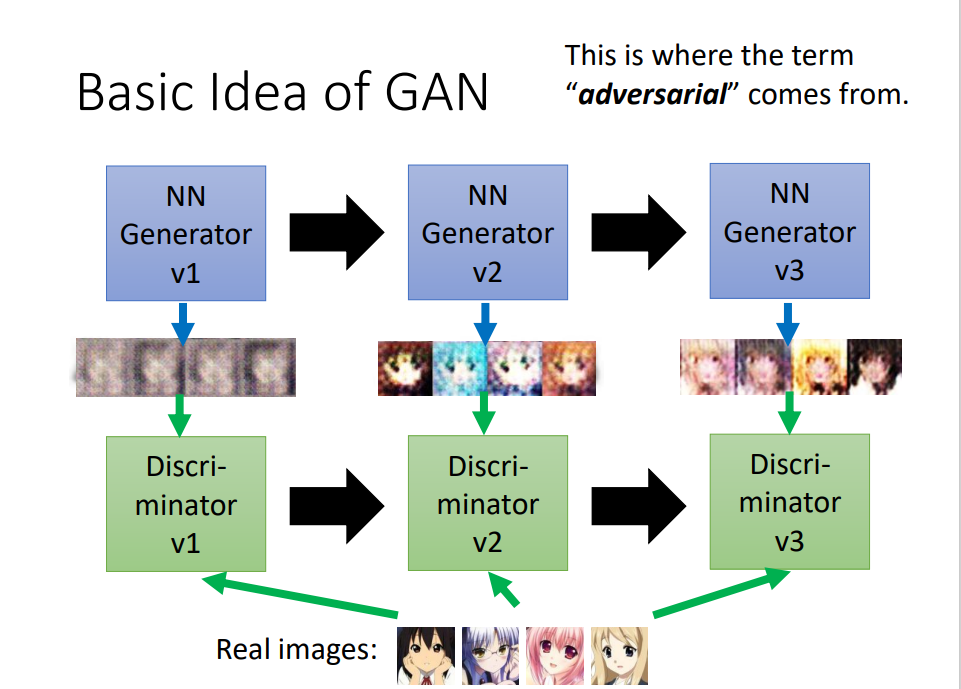 Basic Idea of GAN
This is where the term
“adversarial” comes from.
NN
Generator
v1
NN
Generator
v2
NN
Generator
v3
Discri-
minator
v1
Discri-
minator
v2
Discri-
minator
v3
Real images: